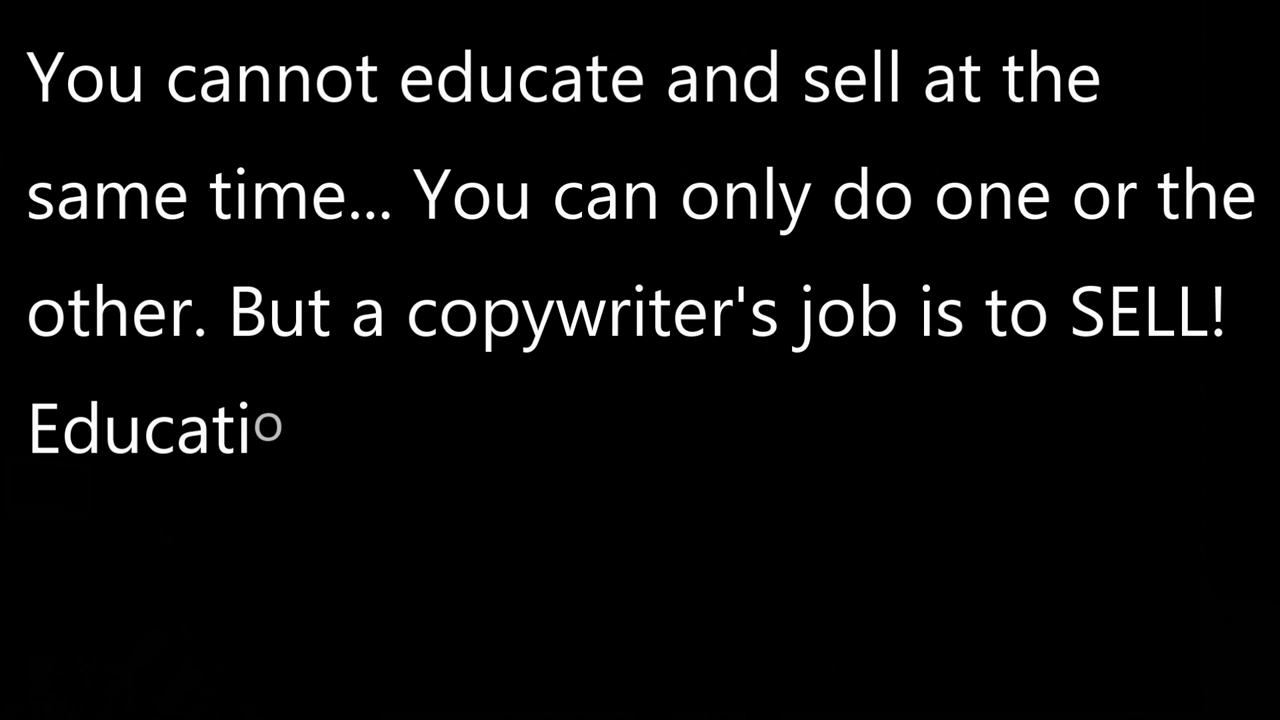 You cannot educate and sell at the
same time... You can only do one or the
other. But a copywriter's job is to SELL!
Educatio